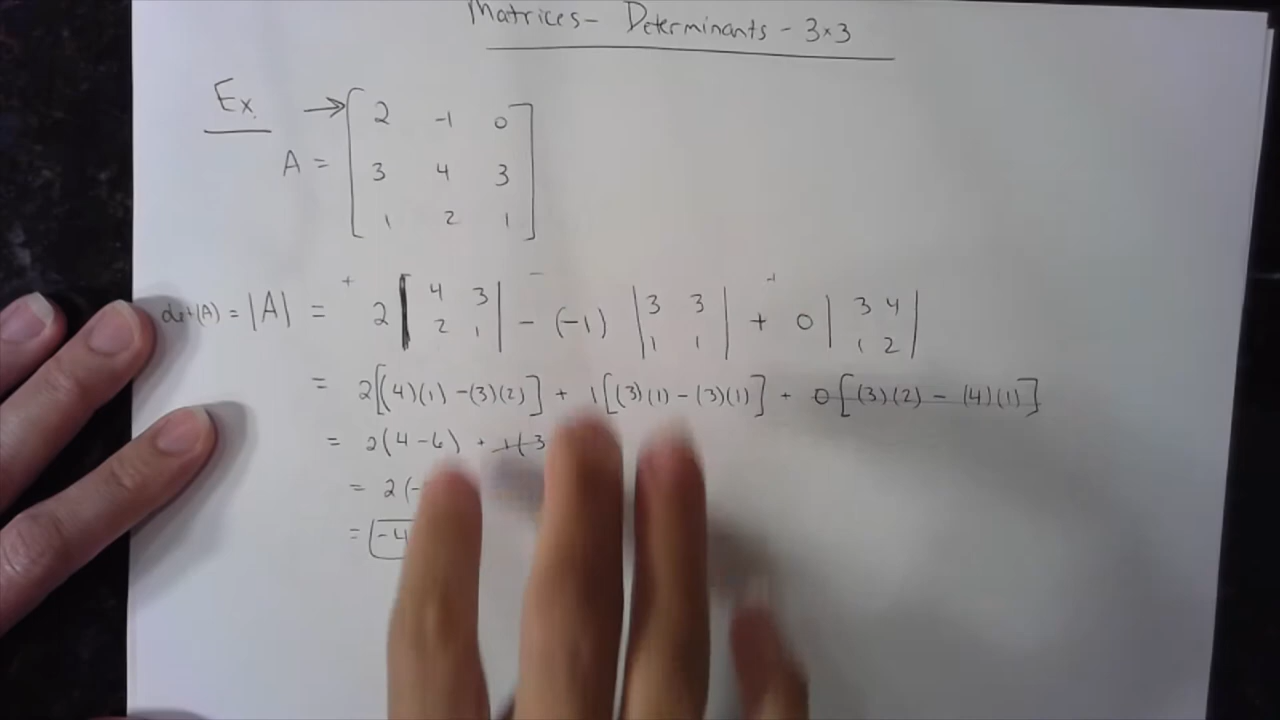 Matrices - Determinants - 3×3
Ex. →
A = [ 2 -1 0
3 4 3
1 2 1 ]
+ - +
det(A) = |A| = 2 | 4 3 | - (-1) | 3 3 | + 0 | 3 4 |
| 2 1 | | 1 1 | | 1 2 |
= 2[(4)(1) - (3)(2)] + 1[(3)(1) - (3)(1)] + 0[(3)(2) - (4)(1)]
= 2(4-6) + 1(3
= 2(-
= -4